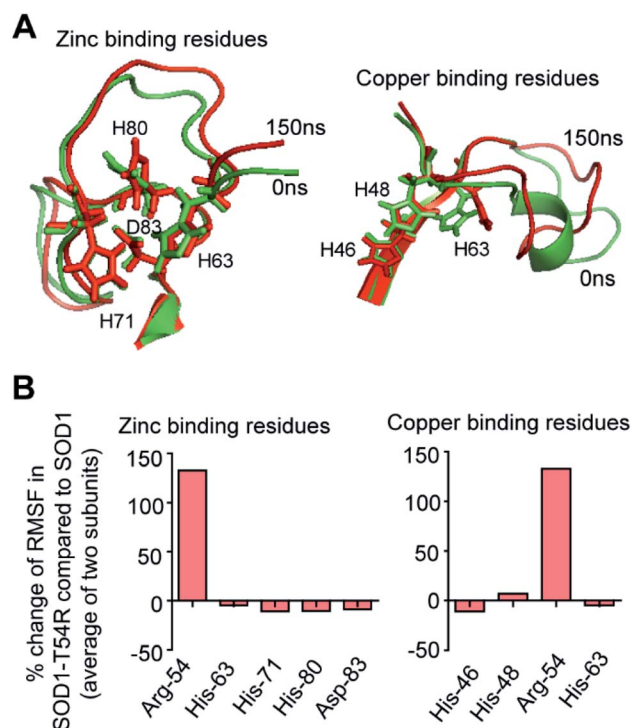 A
Zinc binding residues
Copper binding residues
H80
150ns
0ns
D83
H63
H71
150ns
H48
H46
H63
0ns
B
% change of RMSF in
SOD1-T54R compared to SOD1
(average of two subunits)
Zinc binding residues
150
100
50
0
-50
Arg-54
His-63
His-71
His-80
Asp-83
Copper binding residues
150
100
50
0
-50
His-46
His-48
Arg-54
His-63